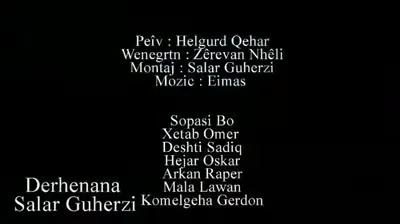 Peîv : Helgurd Qehar
Wenegrtn : Zêrevan Nhêli
Montaj : Salar Guherzi
Mozic : Eimas
Sopasi Bo
Xetab Omer
Deshti Sadiq
Hejar Oskar
Arkan Raper
Mala Lawan
Komelgeha Gerdon
Derhenana
Salar Guherzi